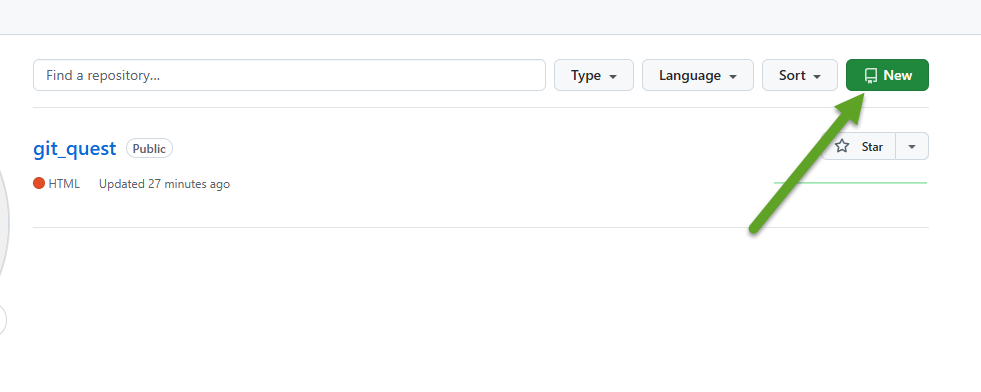 Find a repository... Type Language Sort New
git_quest Public Star
HTML Updated 27 minutes ago